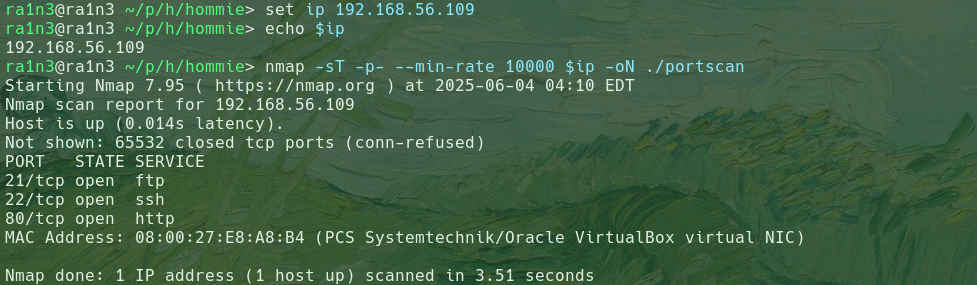 ra1n3@ra1n3 ~/p/h/hommie> set ip 192.168.56.109
ra1n3@ra1n3 ~/p/h/hommie> echo $ip
192.168.56.109
ra1n3@ra1n3 ~/p/h/hommie> nmap -sT -p- --min-rate 10000 $ip -oN ./portscan
Starting Nmap 7.95 ( https://nmap.org ) at 2025-06-04 04:10 EDT
Nmap scan report for 192.168.56.109
Host is up (0.014s latency).
Not shown: 65532 closed tcp ports (conn-refused)
PORT   STATE SERVICE
21/tcp open  ftp
22/tcp open  ssh
80/tcp open  http
MAC Address: 08:00:27:E8:A8:B4 (PCS Systemtechnik/Oracle VirtualBox virtual NIC)
Nmap done: 1 IP address (1 host up) scanned in 3.51 seconds